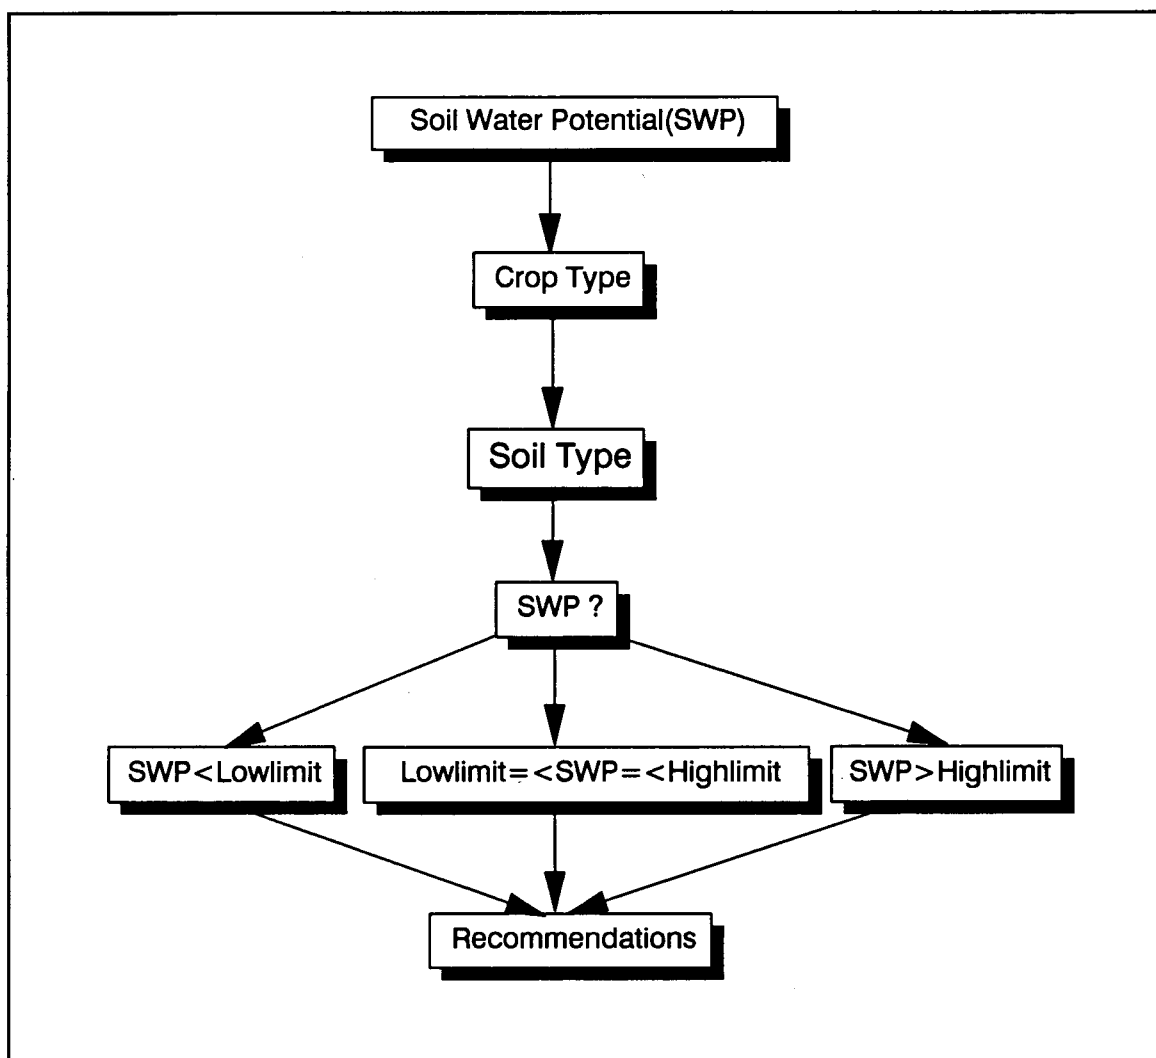 Soil Water Potential(SWP)
Crop Type
Soil Type
SWP ?
SWP<Lowlimit
Lowlimit=<SWP=<Highlimit
SWP>Highlimit
Recommendations